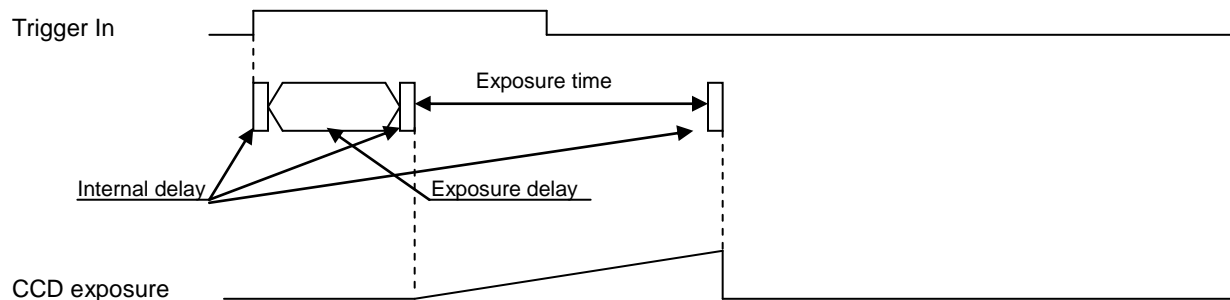 Trigger In
Exposure time
Internal delay
Exposure delay
CCD exposure